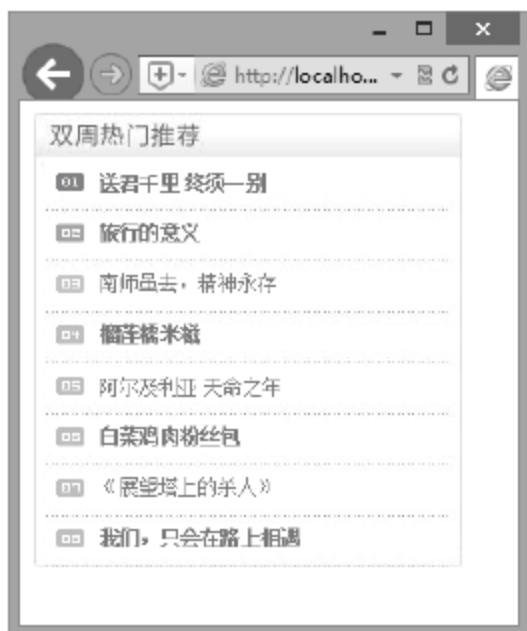 http://localho...
双周热门推荐
01 送君千里 终须一别
02 旅行的意义
03 南师虽去，精神永存
04 榴莲糯米糍
05 阿尔及利亚 天命之年
06 白菜鸡肉粉丝包
07 《展望塔上的杀人》
08 我们，只会在路上相遇